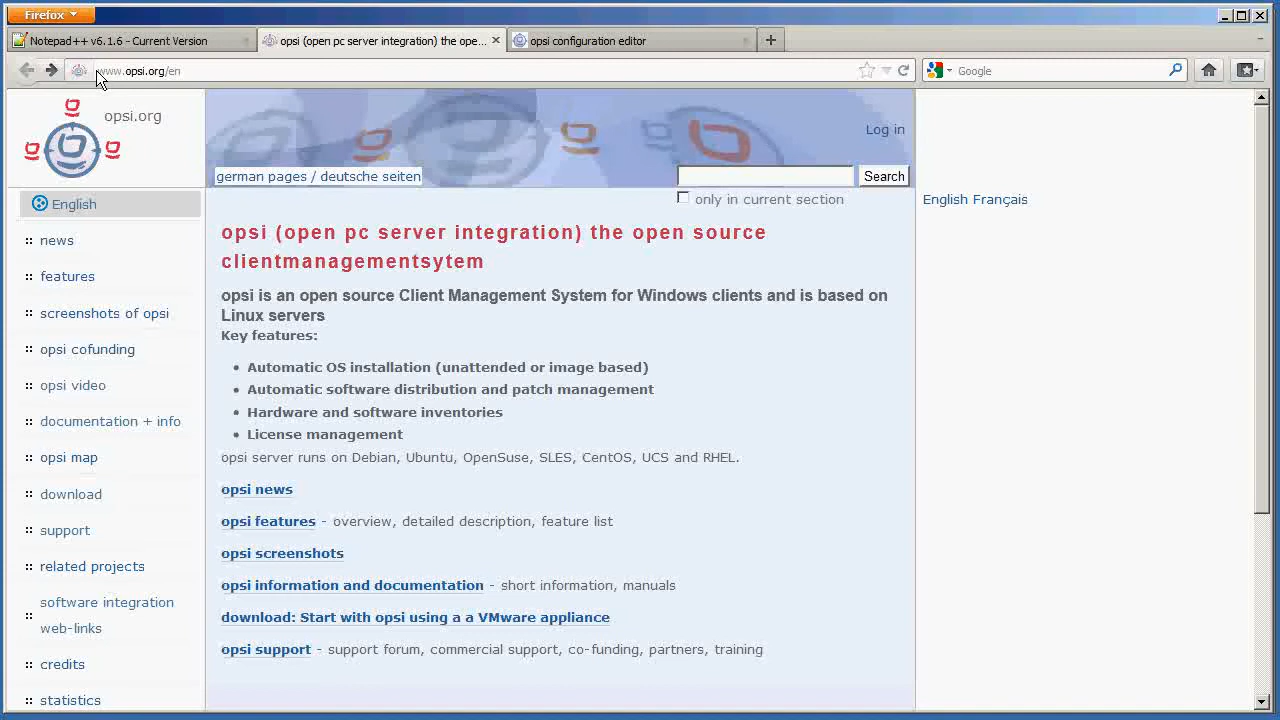 Firefox
Notepad++ v6.1.6 - Current Version
opsi (open pc server integration) the ope...
opsi configuration editor
www.opsi.org/en
Google
opsi.org
Log in
german pages / deutsche seiten
Search
only in current section
English Français
English
news
features
screenshots of opsi
opsi cofunding
opsi video
documentation + info
opsi map
download
support
related projects
software integration
web-links
credits
statistics
opsi (open pc server integration) the open source
clientmanagementsytem
opsi is an open source Client Management System for Windows clients and is based on
Linux servers
Key features:
Automatic OS installation (unattended or image based)
Automatic software distribution and patch management
Hardware and software inventories
License management
opsi server runs on Debian, Ubuntu, OpenSuse, SLES, CentOS, UCS and RHEL.
opsi news
opsi features - overview, detailed description, feature list
opsi screenshots
opsi information and documentation - short information, manuals
download: Start with opsi using a a VMware appliance
opsi support - support forum, commercial support, co-funding, partners, training